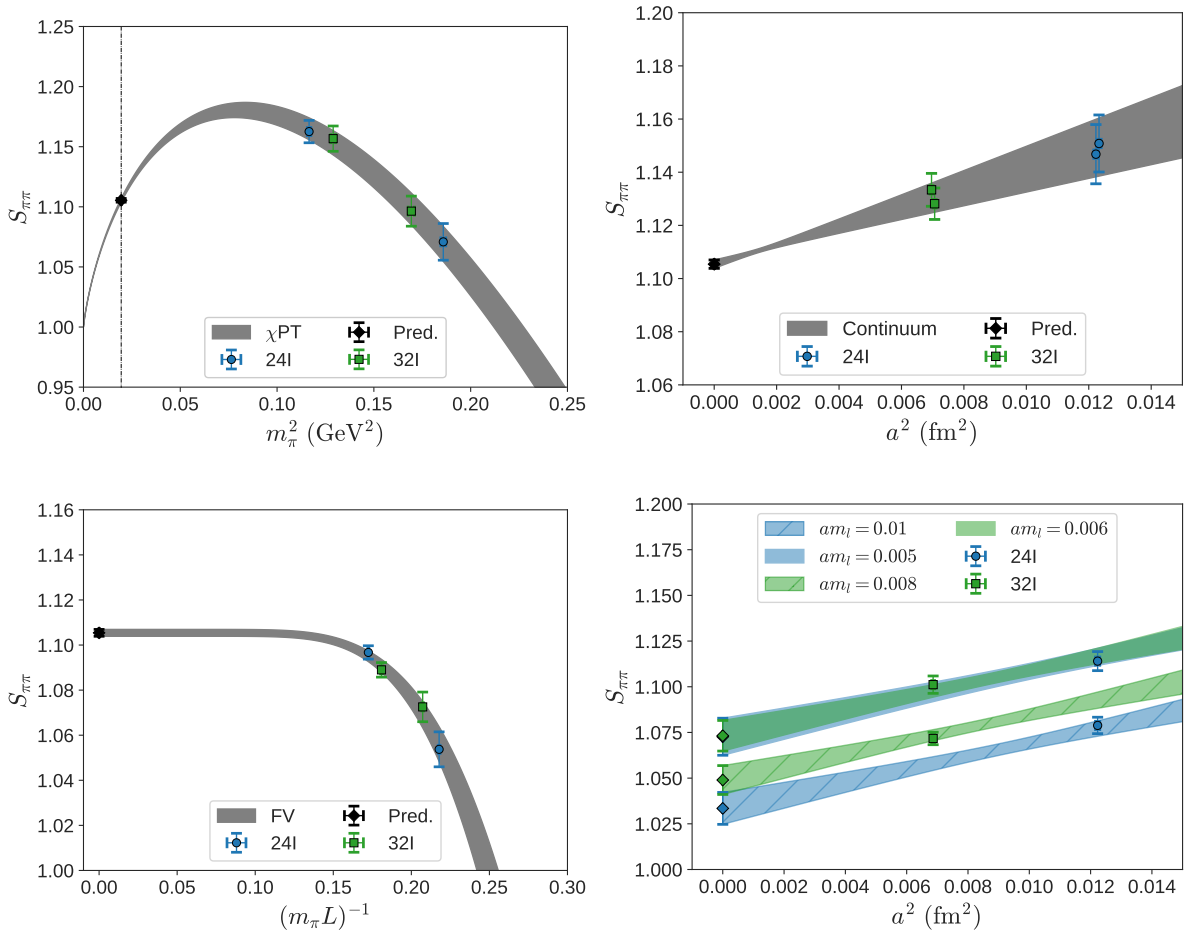 1.25
1.20
1.15
1.10
1.05
1.00
0.95
S_ππ
χPT
Pred.
24I
32I
0.00 0.05 0.10 0.15 0.20 0.25
m_π^2 (GeV^2)
1.20
1.18
1.16
1.14
1.12
1.10
1.08
1.06
S_ππ
Continuum
Pred.
24I
32I
0.000 0.002 0.004 0.006 0.008 0.010 0.012 0.014
a^2 (fm^2)
1.16
1.14
1.12
1.10
1.08
1.06
1.04
1.02
1.00
S_ππ
FV
Pred.
24I
32I
0.00 0.05 0.10 0.15 0.20 0.25 0.30
(m_πL)^−1
1.200
1.175
1.150
1.125
1.100
1.075
1.050
1.025
1.000
S_ππ
am_l = 0.01
am_l = 0.005
am_l = 0.008
am_l = 0.006
24I
32I
0.000 0.002 0.004 0.006 0.008 0.010 0.012 0.014
a^2 (fm^2)